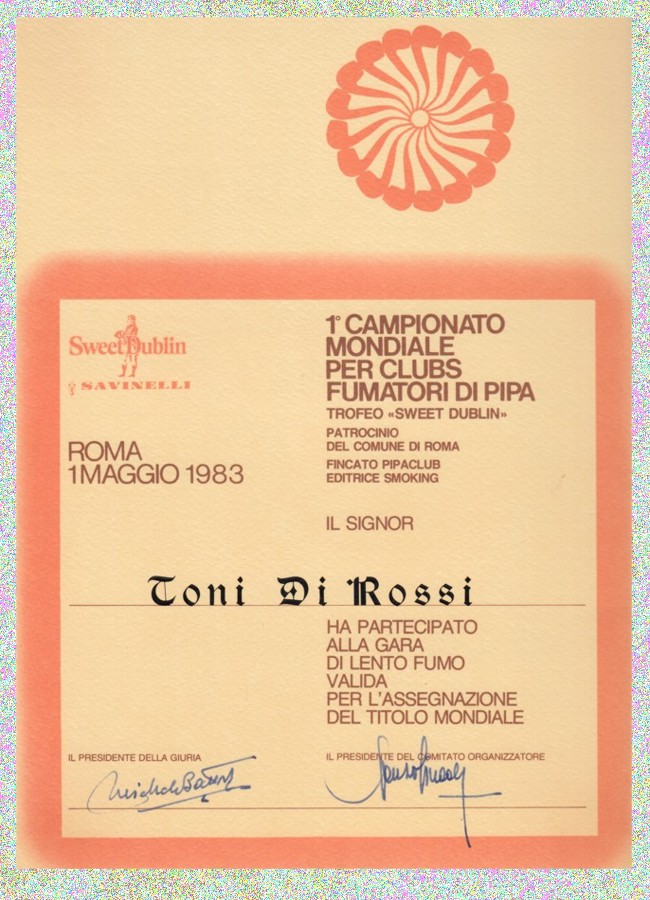 Sweet Dublin
SAVINELLI
ROMA
1 MAGGIO 1983
1° CAMPIONATO
MONDIALE
PER CLUBS
FUMATORI DI PIPA
TROFEO «SWEET DUBLIN»
PATROCINIO
DEL COMUNE DI ROMA
FINCATO PIPACLUB
EDITRICE SMOKING
IL SIGNOR
Toni Di Rossi
HA PARTECIPATO
ALLA GARA
DI LENTO FUMO
VALIDA
PER L'ASSEGNAZIONE
DEL TITOLO MONDIALE
IL PRESIDENTE DELLA GIURIA
IL PRESIDENTE DEL COMITATO ORGANIZZATORE